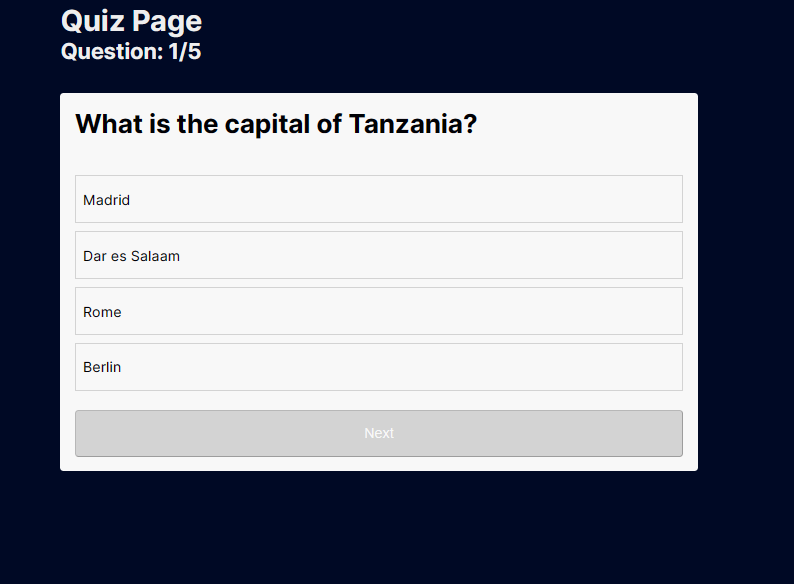 Quiz Page
Question: 1/5
What is the capital of Tanzania?
Madrid
Dar es Salaam
Rome
Berlin
Next